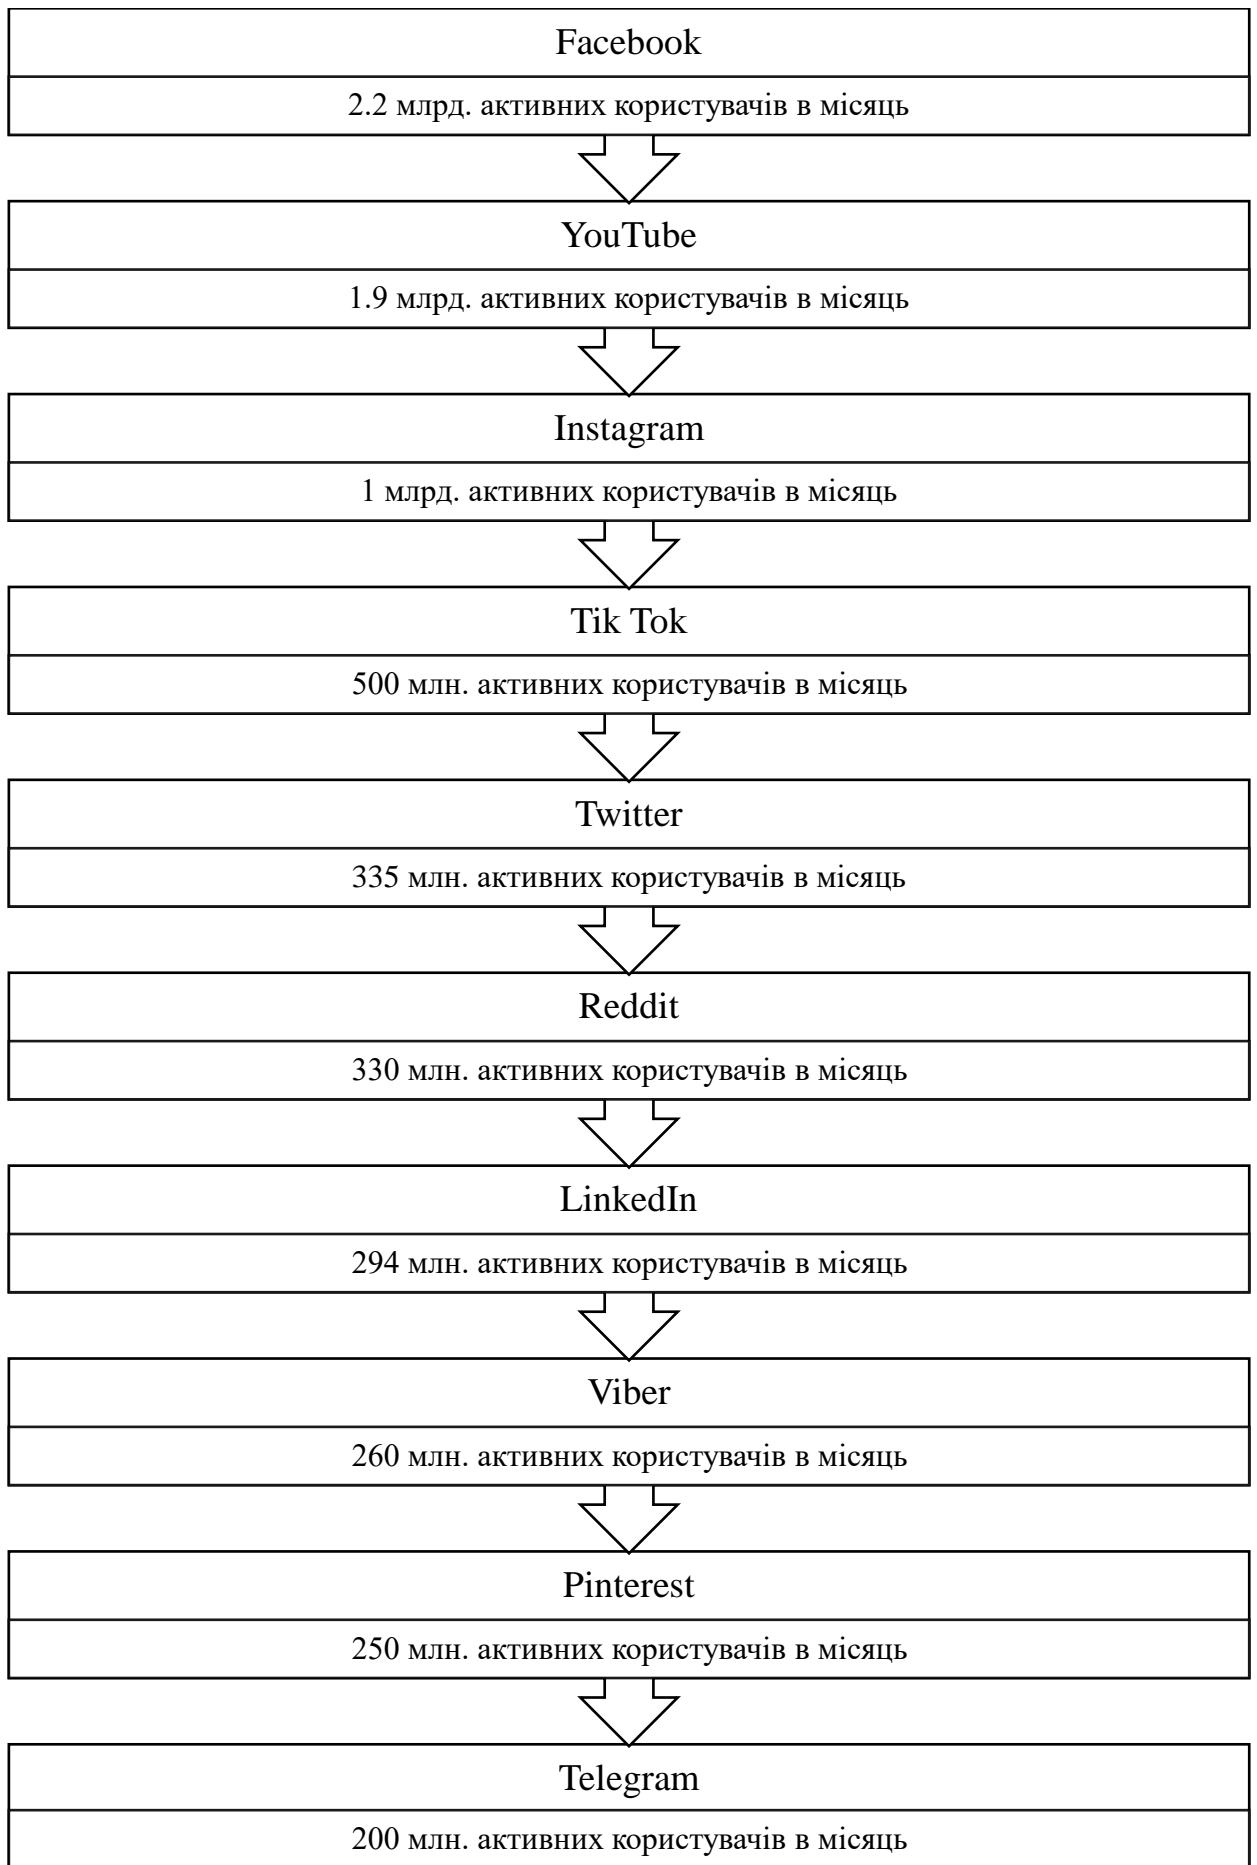 Facebook
2.2 млрд. активних користувачів в місяць
YouTube
1.9 млрд. активних користувачів в місяць
Instagram
1 млрд. активних користувачів в місяць
Tik Tok
500 млн. активних користувачів в місяць
Twitter
335 млн. активних користувачів в місяць
Reddit
330 млн. активних користувачів в місяць
LinkedIn
294 млн. активних користувачів в місяць
Viber
260 млн. активних користувачів в місяць
Pinterest
250 млн. активних користувачів в місяць
Telegram
200 млн. активних користувачів в місяць